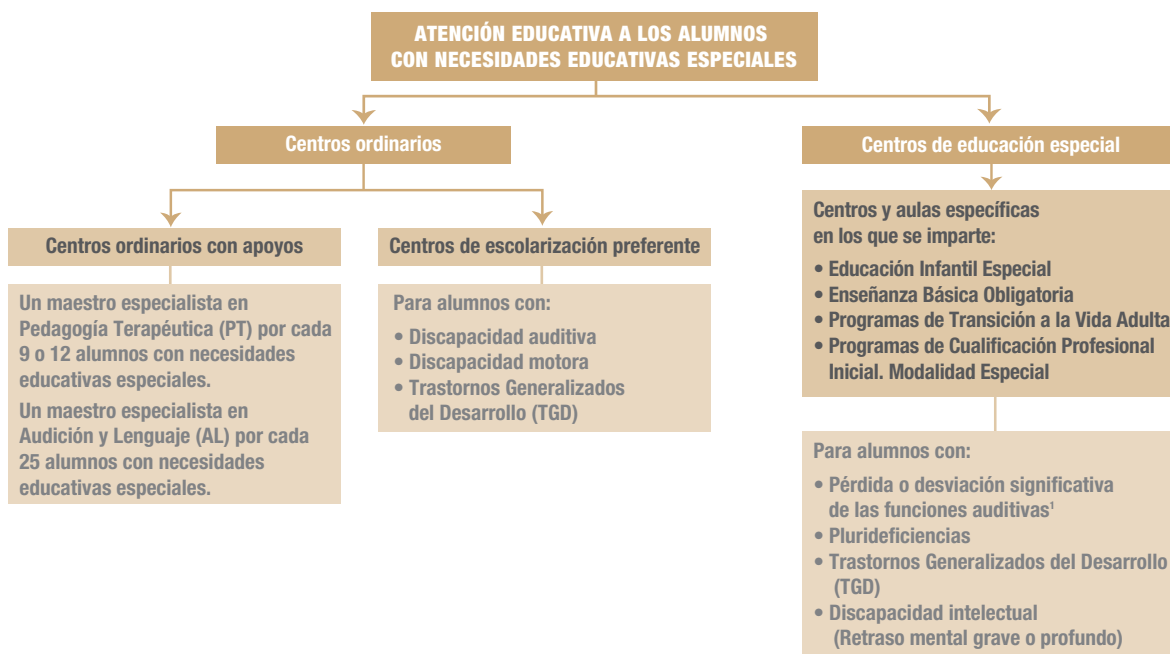 ATENCIÓN EDUCATIVA A LOS ALUMNOS
CON NECESIDADES EDUCATIVAS ESPECIALES
Centros ordinarios
Centros ordinarios con apoyos
Un maestro especialista en
Pedagogía Terapéutica (PT) por cada
9 o 12 alumnos con necesidades
educativas especiales.
Un maestro especialista en
Audición y Lenguaje (AL) por cada
25 alumnos con necesidades
educativas especiales.
Centros de escolarización preferente
Para alumnos con:
• Discapacidad auditiva
• Discapacidad motora
• Trastornos Generalizados
del Desarrollo (TGD)
Centros de educación especial
Centros y aulas específicas
en los que se imparte:
• Educación Infantil Especial
• Enseñanza Básica Obligatoria
• Programas de Transición a la Vida Adulta
• Programas de Cualificación Profesional
Inicial. Modalidad Especial
Para alumnos con:
• Pérdida o desviación significativa
de las funciones auditivas¹
• Plurideficiencias
• Trastornos Generalizados del Desarrollo
(TGD)
• Discapacidad intelectual
(Retraso mental grave o profundo)